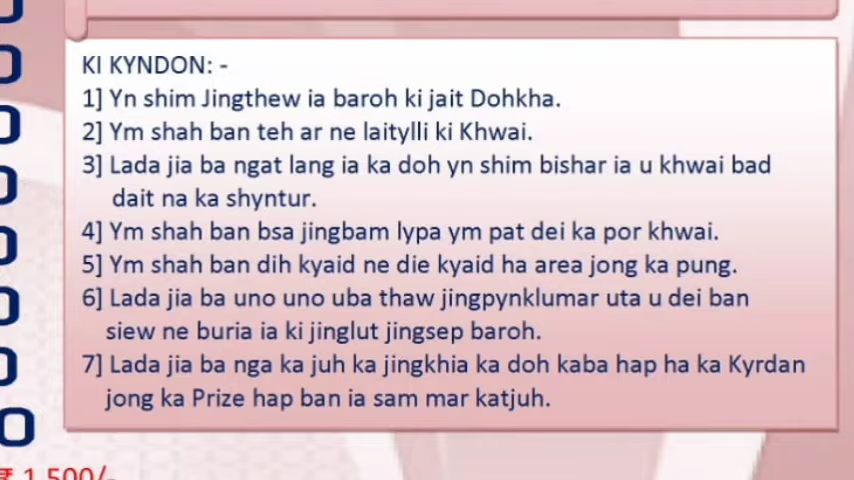 KI KYNDON: -
1] Yn shim Jingthew ia baroh ki jait Dohkha.
2] Ym shah ban teh ar ne laitylli ki Khwai.
3] Lada jia ba ngat lang ia ka doh yn shim bishar ia u khwai bad
dait na ka shyntur.
4] Ym shah ban bsa jingbam lypa ym pat dei ka por khwai.
5] Ym shah ban dih kyaid ne die kyaid ha area jong ka pung.
6] Lada jia ba uno uno uba thaw jingpynklumar uta u dei ban
siew ne buria ia ki jinglut jingsep baroh.
7] Lada jia ba nga ka juh ka jingkhia ka doh kaba hap ha ka Kyrdan
jong ka Prize hap ban ia sam mar katjuh.
₹ 1,500/-